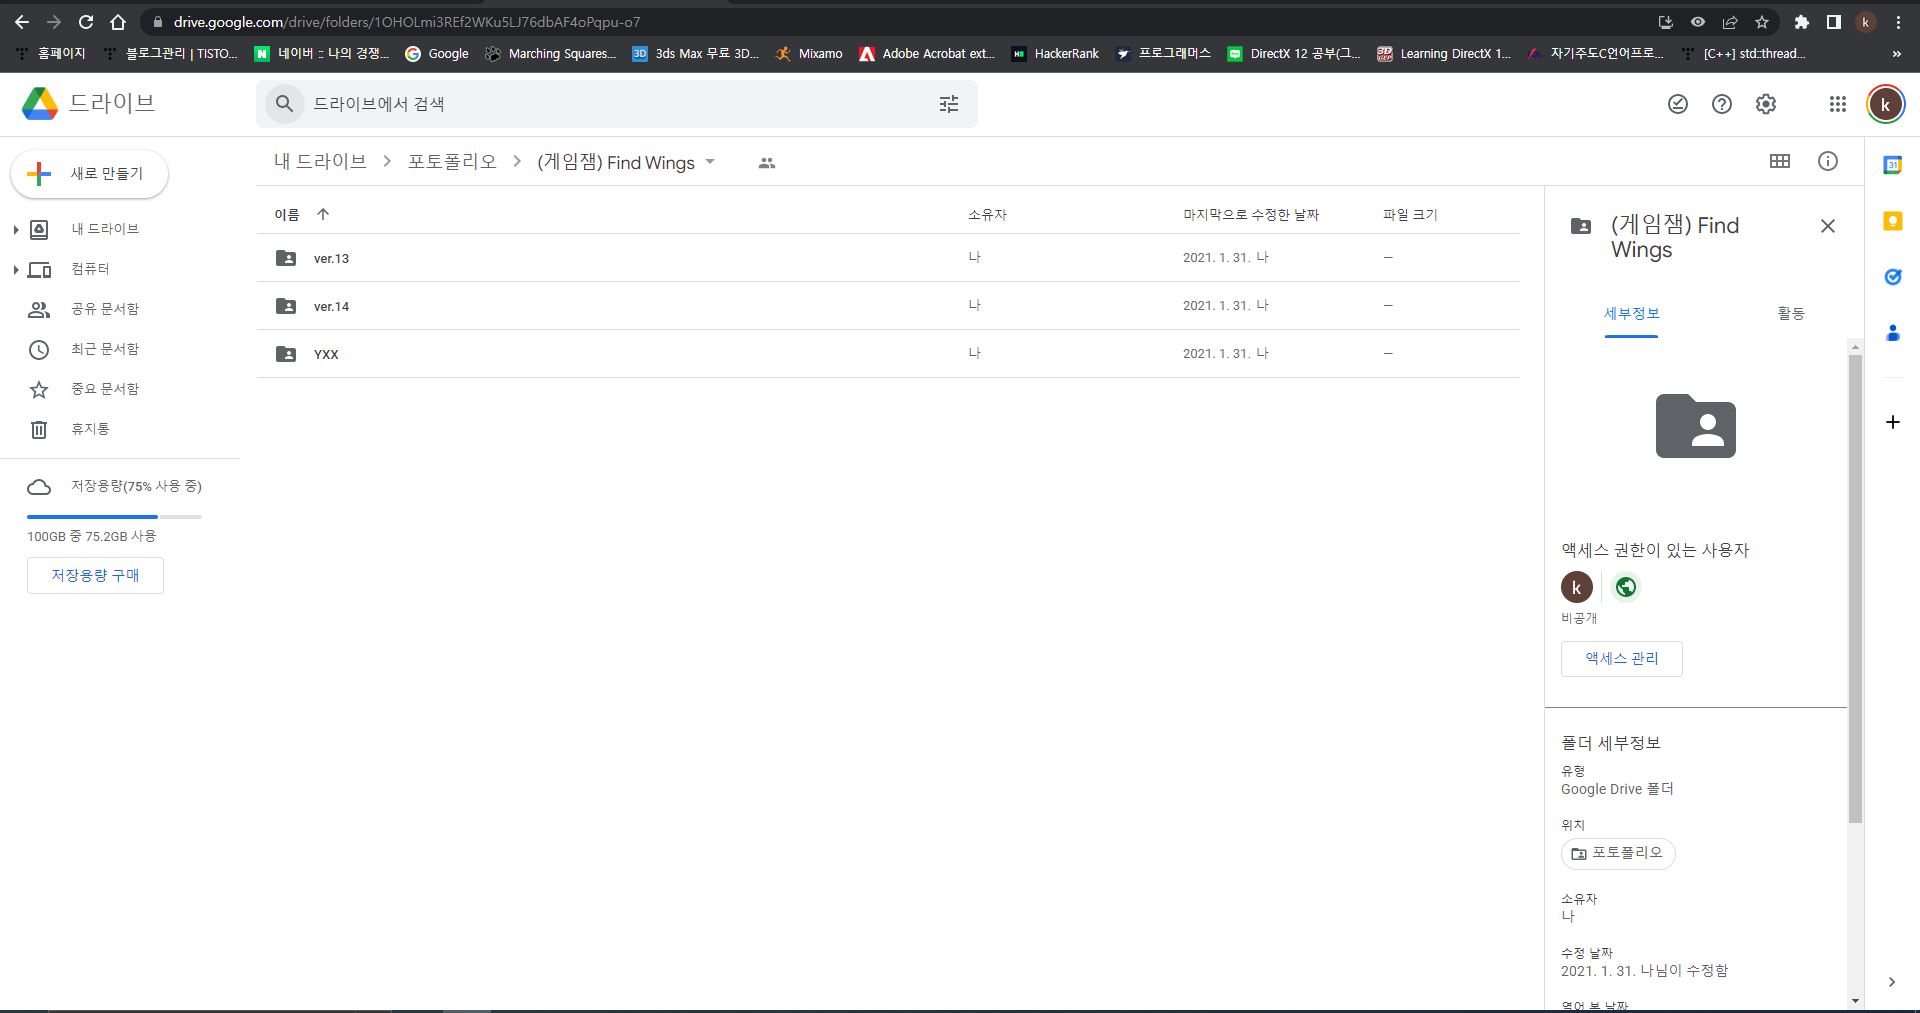 drive.google.com/drive/folders/1OHOLmi3REf2WKu5LJ76dbAF4oPqpu-o7
k
홈페이지
블로그관리 | TISTO...
네이버 :: 나의 경쟁...
Google
Marching Squares...
3D 3ds Max 무료 3D...
Mixamo
Adobe Acrobat ext...
HackerRank
프로그래머스
DirectX 12 공부(그...
Learning DirectX 1...
자기주도C언어프로...
[C++] std::thread...
»
드라이브
드라이브에서 검색
k
새로 만들기
내 드라이브
컴퓨터
공유 문서함
최근 문서함
중요 문서함
휴지통
저장용량(75% 사용 중)
100GB 중 75.2GB 사용
저장용량 구매
내 드라이브 > 포토폴리오 > (게임잼) Find Wings
이름 소유자 마지막으로 수정한 날짜 파일 크기
ver.13 나 2021. 1. 31. 나 —
ver.14 나 2021. 1. 31. 나 —
YXX 나 2021. 1. 31. 나 —
(게임잼) Find
Wings
세부정보 활동
액세스 권한이 있는 사용자
k
비공개
액세스 관리
폴더 세부정보
유형
Google Drive 폴더
위치
포토폴리오
소유자
나
수정 날짜
2021. 1. 31. 나님이 수정함
31